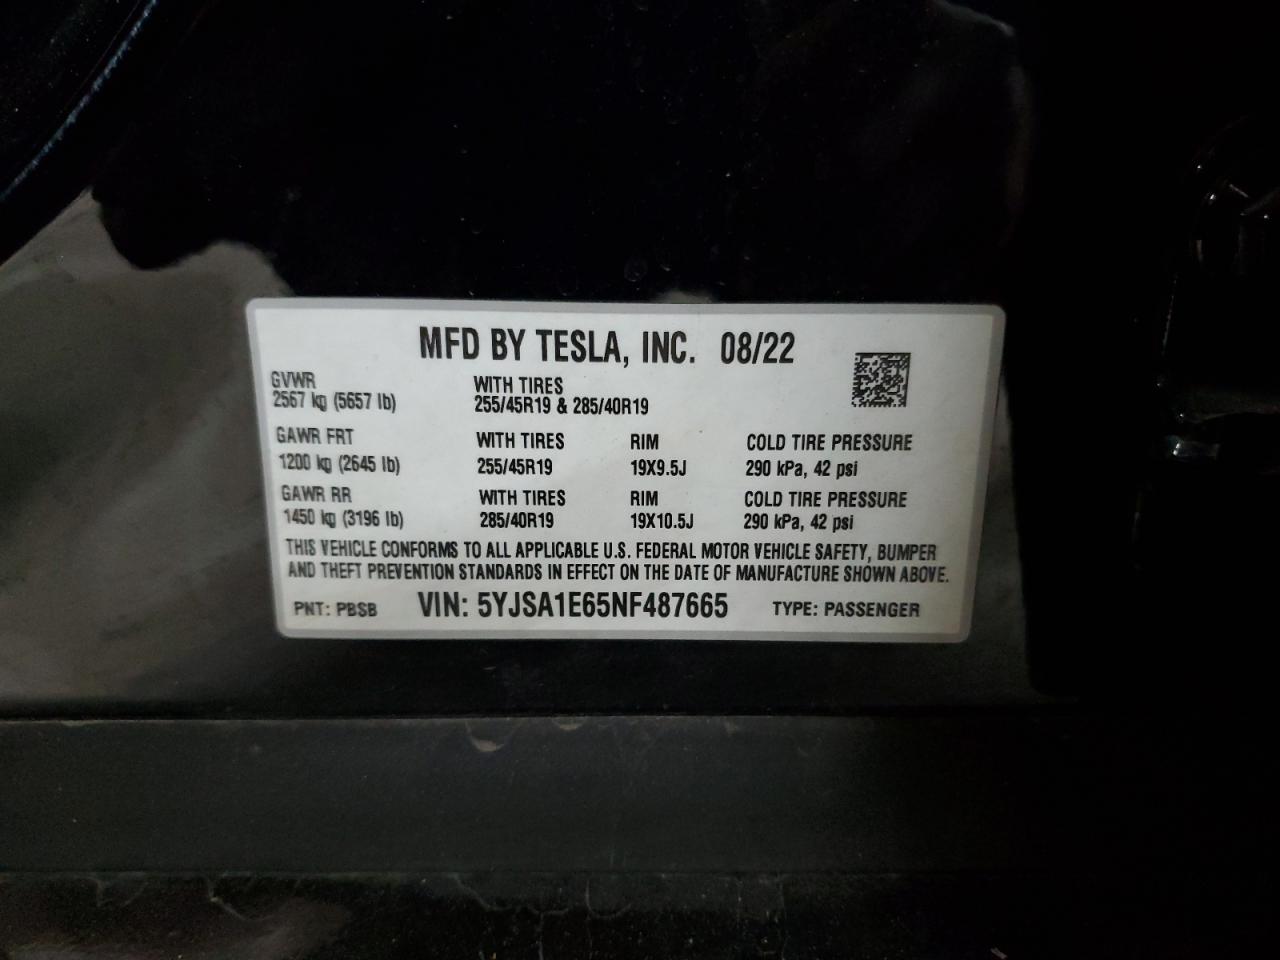 MFD BY TESLA, INC. 08/22
GVWR
2567 kg (5657 lb)
WITH TIRES
255/45R19 & 285/40R19
GAWR FRT WITH TIRES RIM COLD TIRE PRESSURE
1200 kg (2645 lb) 255/45R19 19X9.5J 290 kPa, 42 psi
GAWR RR WITH TIRES RIM COLD TIRE PRESSURE
1450 kg (3196 lb) 285/40R19 19X10.5J 290 kPa, 42 psi
THIS VEHICLE CONFORMS TO ALL APPLICABLE U.S. FEDERAL MOTOR VEHICLE SAFETY, BUMPER
AND THEFT PREVENTION STANDARDS IN EFFECT ON THE DATE OF MANUFACTURE SHOWN ABOVE.
PNT: PBSB VIN: 5YJSA1E65NF487665 TYPE: PASSENGER